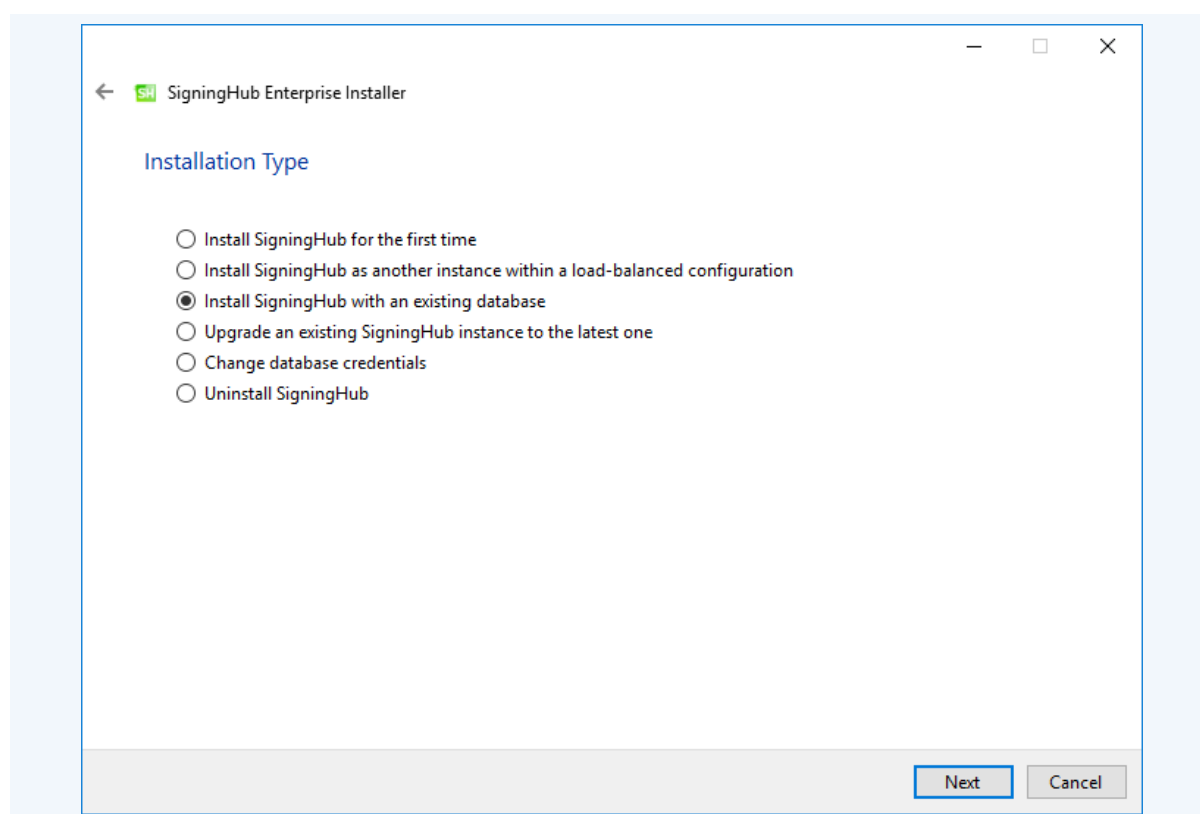 SH SigningHub Enterprise Installer
Installation Type
Install SigningHub for the first time
Install SigningHub as another instance within a load-balanced configuration
Install SigningHub with an existing database
Upgrade an existing SigningHub instance to the latest one
Change database credentials
Uninstall SigningHub
Next Cancel